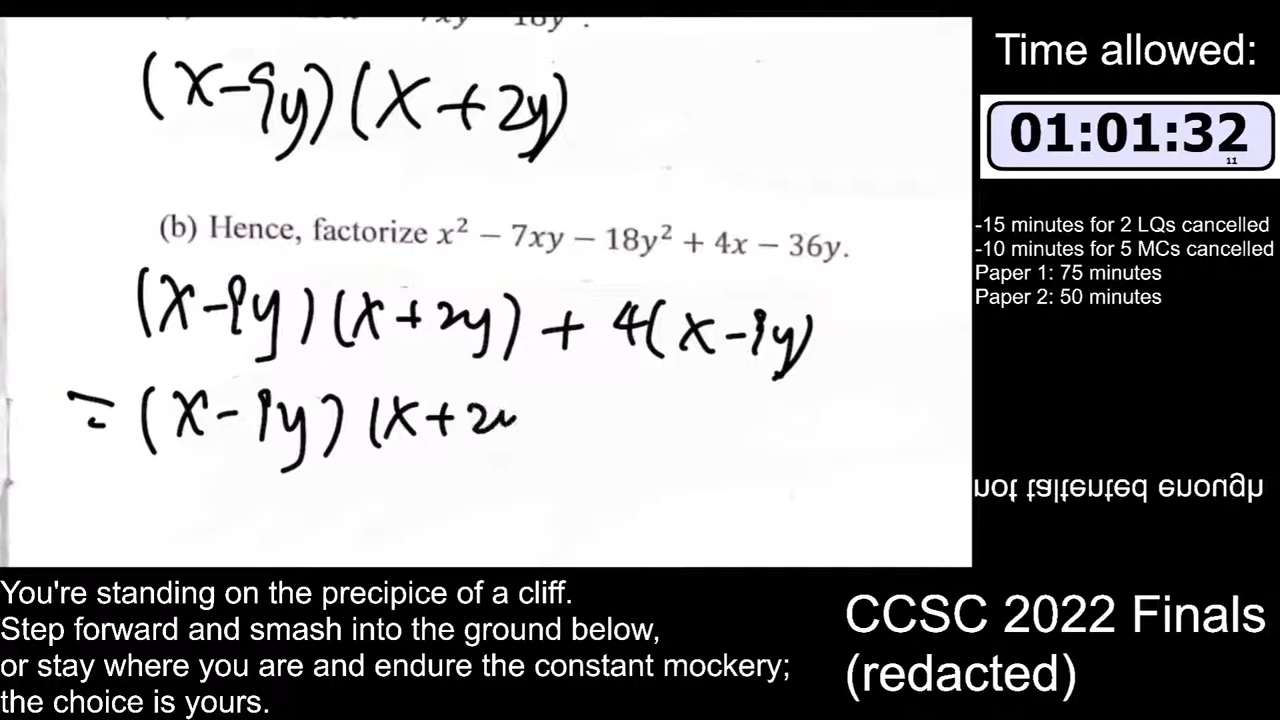 7xy 18y .
(x-9y)(x+2y)
(b) Hence, factorize x² − 7xy − 18y² + 4x − 36y.
(x-9y)(x+2y) + 4(x-9y)
= (x-9y)(x+2
Time allowed:
01:01:32
11
-15 minutes for 2 LQs cancelled
-10 minutes for 5 MCs cancelled
Paper 1: 75 minutes
Paper 2: 50 minutes
not taltented enough
You're standing on the precipice of a cliff.
Step forward and smash into the ground below,
or stay where you are and endure the constant mockery;
the choice is yours.
CCSC 2022 Finals
(redacted)